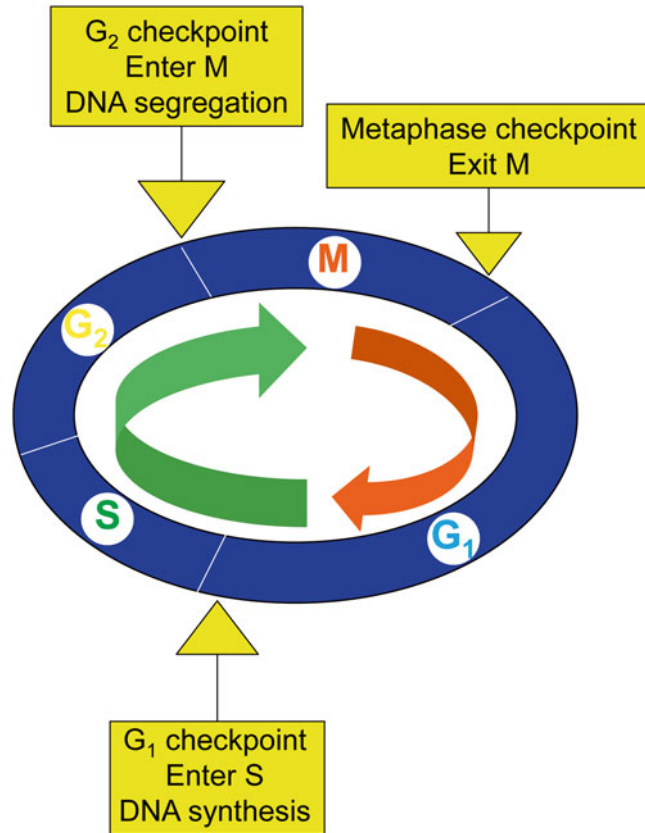 G₂ checkpoint
Enter M
DNA segregation
Metaphase checkpoint
Exit M
M
G₂
S
G₁
G₁ checkpoint
Enter S
DNA synthesis